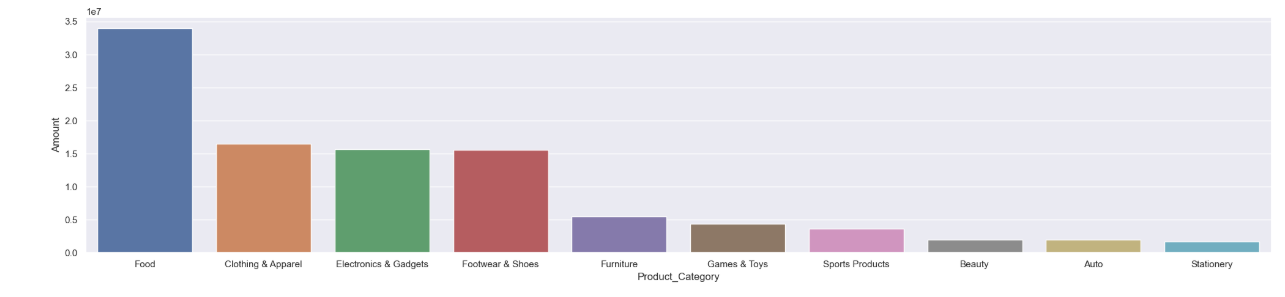 1e7
3.5
3.0
2.5
2.0
1.5
1.0
0.5
0.0
Amount
Food Clothing & Apparel Electronics & Gadgets Footwear & Shoes Furniture Games & Toys Sports Products Beauty Auto Stationery
Product_Category